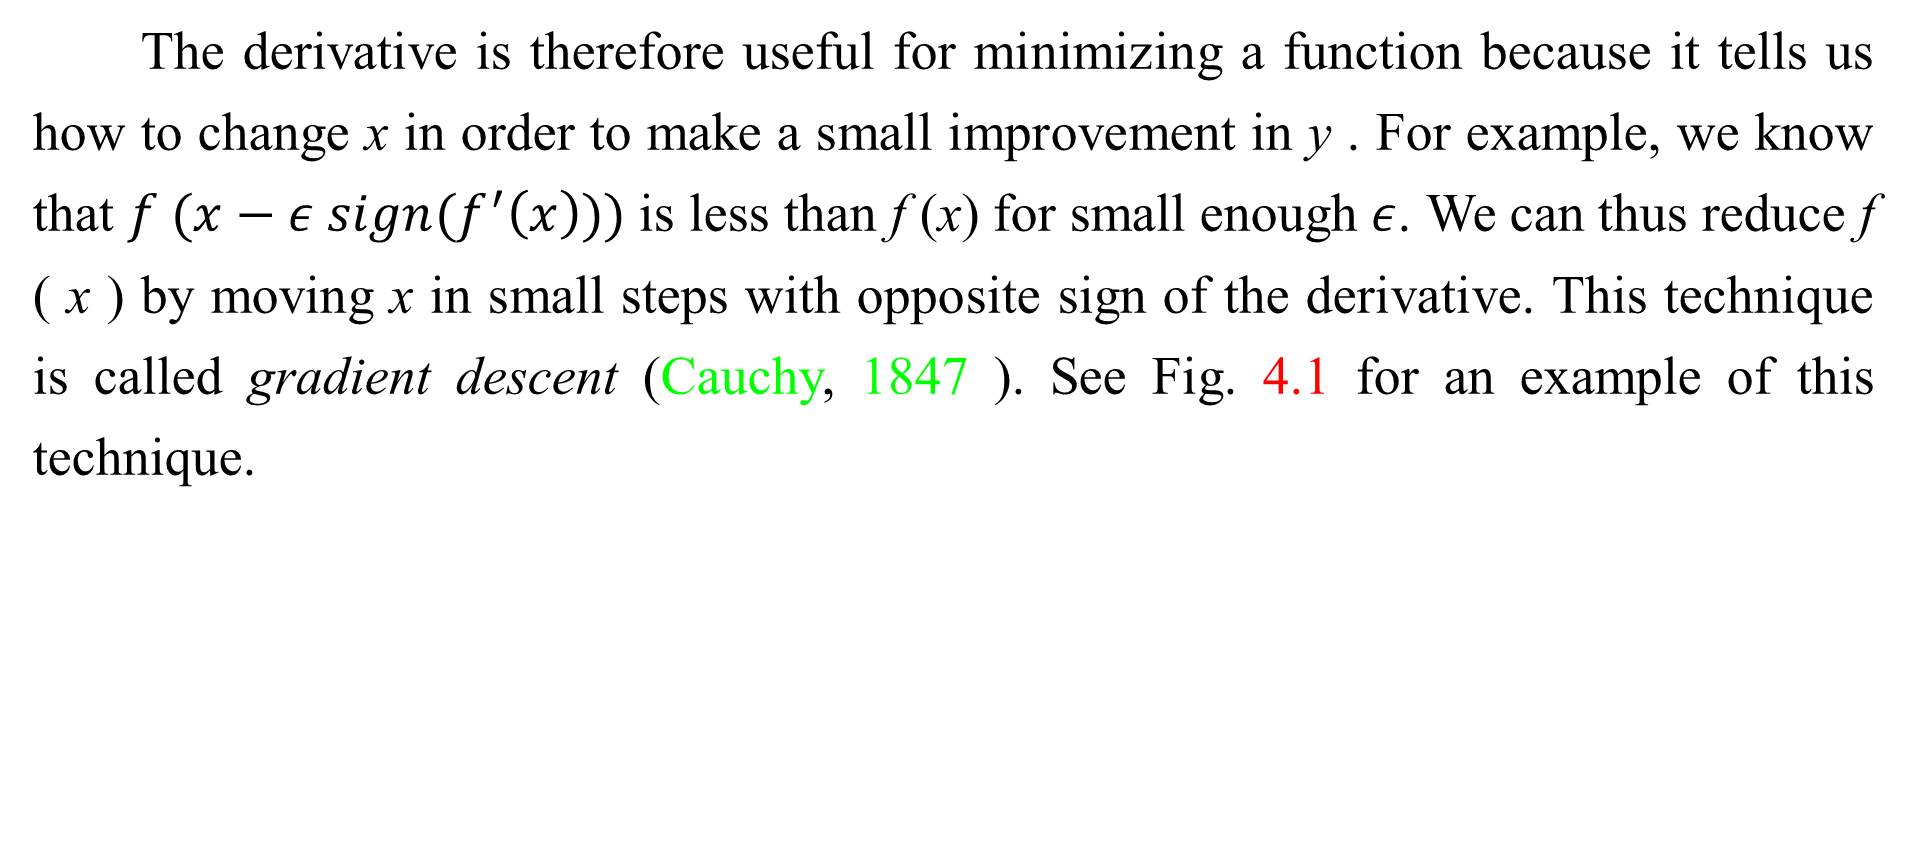 The derivative is therefore useful for minimizing a function because it tells us
how to change x in order to make a small improvement in y . For example, we know
that f (x − ϵ sign(f′(x))) is less than f (x) for small enough ϵ. We can thus reduce f
( x ) by moving x in small steps with opposite sign of the derivative. This technique
is called gradient descent (Cauchy, 1847 ). See Fig. 4.1 for an example of this
technique.